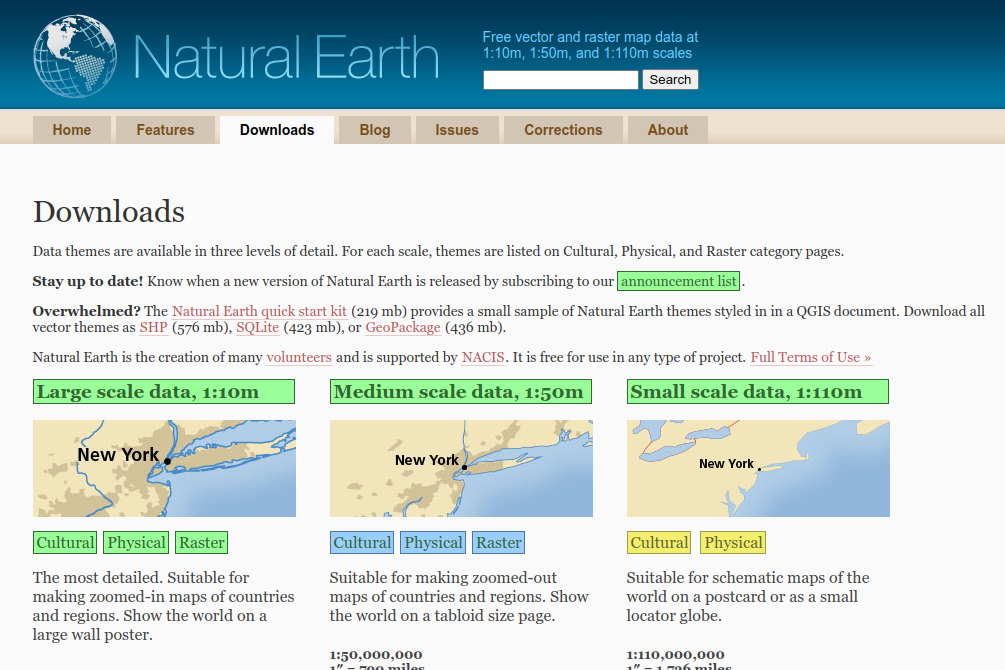 Natural Earth
Free vector and raster map data at
1:10m, 1:50m, and 1:110m scales
Search
Home Features Downloads Blog Issues Corrections About
Downloads
Data themes are available in three levels of detail. For each scale, themes are listed on Cultural, Physical, and Raster category pages.
Stay up to date! Know when a new version of Natural Earth is released by subscribing to our announcement list.
Overwhelmed? The Natural Earth quick start kit (219 mb) provides a small sample of Natural Earth themes styled in in a QGIS document. Download all
vector themes as SHP (576 mb), SQLite (423 mb), or GeoPackage (436 mb).
Natural Earth is the creation of many volunteers and is supported by NACIS. It is free for use in any type of project. Full Terms of Use »
Large scale data, 1:10m
New York
Cultural Physical Raster
The most detailed. Suitable for
making zoomed-in maps of countries
and regions. Show the world on a
large wall poster.
Medium scale data, 1:50m
New York
Cultural Physical Raster
Suitable for making zoomed-out
maps of countries and regions. Show
the world on a tabloid size page.
1:50,000,000
1″ = 790 miles
Small scale data, 1:110m
New York
Cultural Physical
Suitable for schematic maps of the
world on a postcard or as a small
locator globe.
1:110,000,000
1″ = 1,736 miles